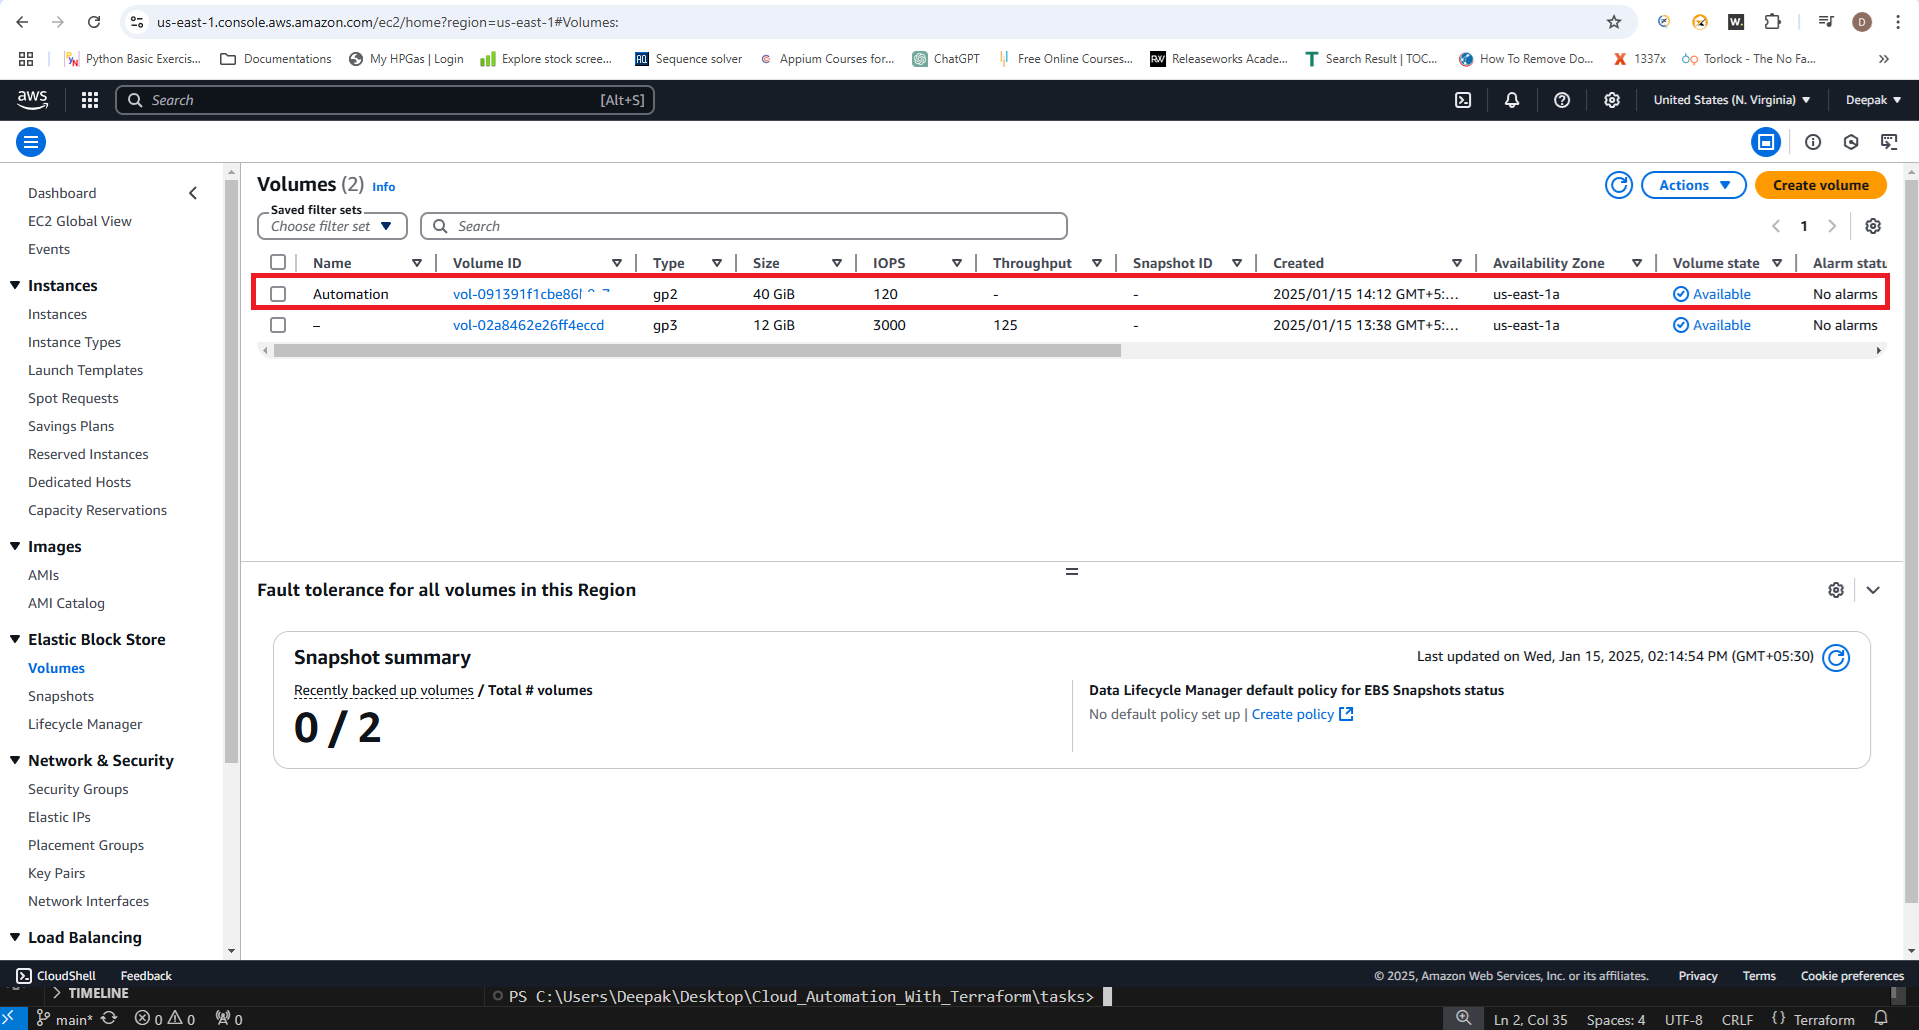 us-east-1.console.aws.amazon.com/ec2/home?region=us-east-1#Volumes:
W.
D
Python Basic Exercis...
Documentations
My HPGas | Login
Explore stock scree...
Sequence solver
Appium Courses for...
ChatGPT
Free Online Courses...
Releaseworks Acade...
Search Result | TOC...
How To Remove Do...
1337x
Torlock - The No Fa...
aws
Search
[Alt+S]
United States (N. Virginia)
Deepak
Dashboard
EC2 Global View
Events
Instances
Instances
Instance Types
Launch Templates
Spot Requests
Savings Plans
Reserved Instances
Dedicated Hosts
Capacity Reservations
Images
AMIs
AMI Catalog
Elastic Block Store
Volumes
Snapshots
Lifecycle Manager
Network & Security
Security Groups
Elastic IPs
Placement Groups
Key Pairs
Network Interfaces
Load Balancing
Volumes (2) Info
Actions
Create volume
Saved filter sets
Choose filter set
Search
1
Name Volume ID Type Size IOPS Throughput Snapshot ID Created Availability Zone Volume state Alarm statu
Automation gp2 40 GiB 120 - - 2025/01/15 14:12 GMT+5:... us-east-1a Available No alarms
– vol-02a8462e26ff4eccd gp3 12 GiB 3000 125 - 2025/01/15 13:38 GMT+5:... us-east-1a Available No alarms
Fault tolerance for all volumes in this Region
Snapshot summary
Last updated on Wed, Jan 15, 2025, 02:14:54 PM (GMT+05:30)
Recently backed up volumes / Total # volumes
0 / 2
Data Lifecycle Manager default policy for EBS Snapshots status
No default policy set up | Create policy
CloudShell
Feedback
© 2025, Amazon Web Services, Inc. or its affiliates.
Privacy
Terms
Cookie preferences
TIMELINE
PS C:\Users\Deepak\Desktop\Cloud_Automation_With_Terraform\tasks>
main* 0 0 0
Ln 2, Col 35
Spaces: 4
UTF-8
CRLF
{} Terraform